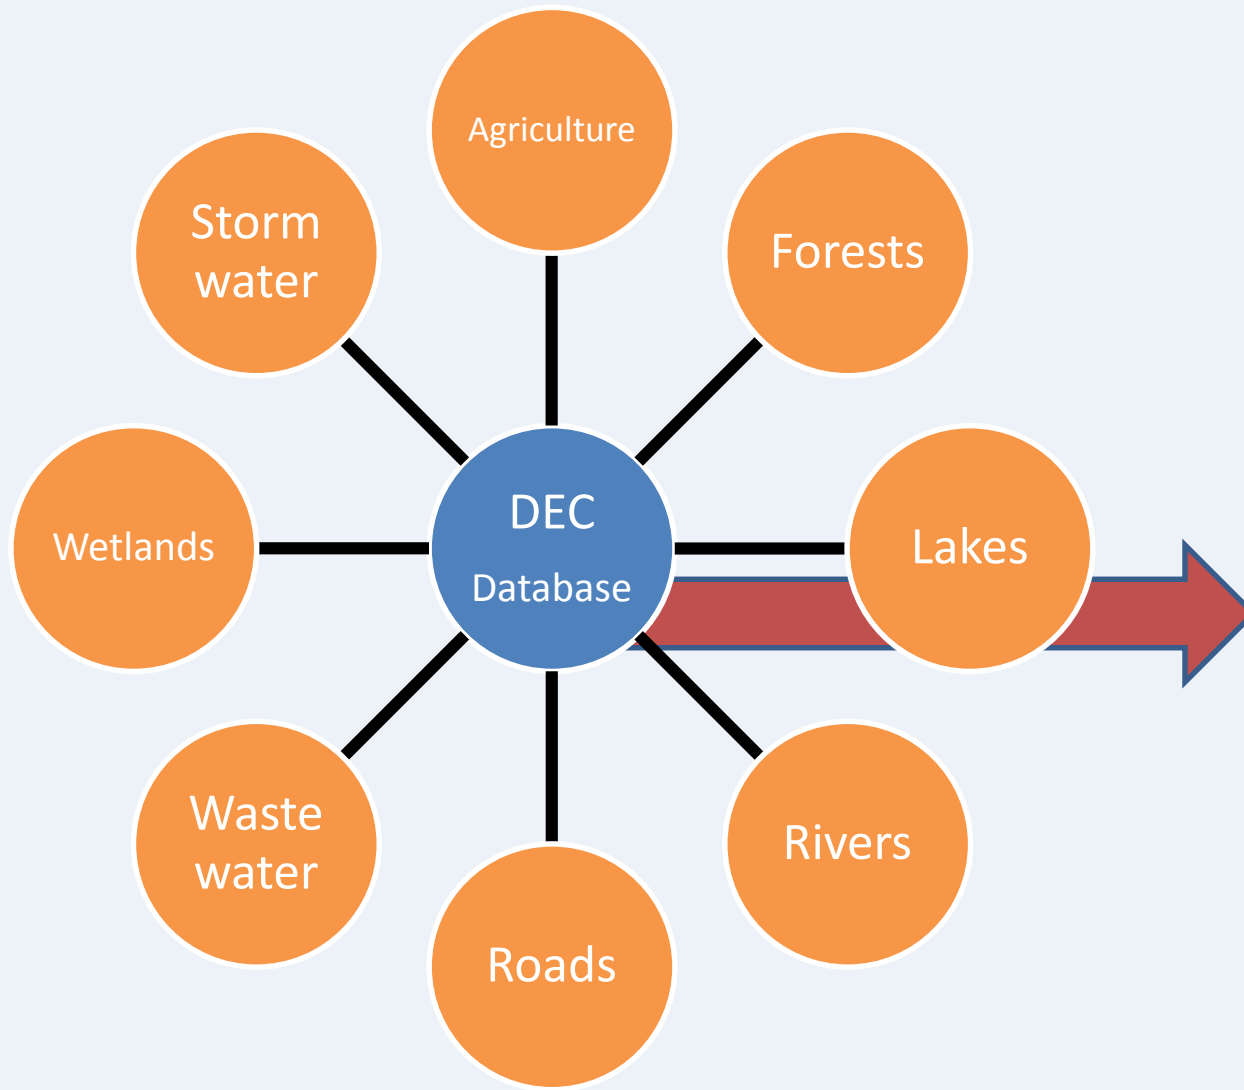 Agriculture
Storm
water
Forests
Wetlands
DEC
Database
Lakes
Waste
water
Rivers
Roads